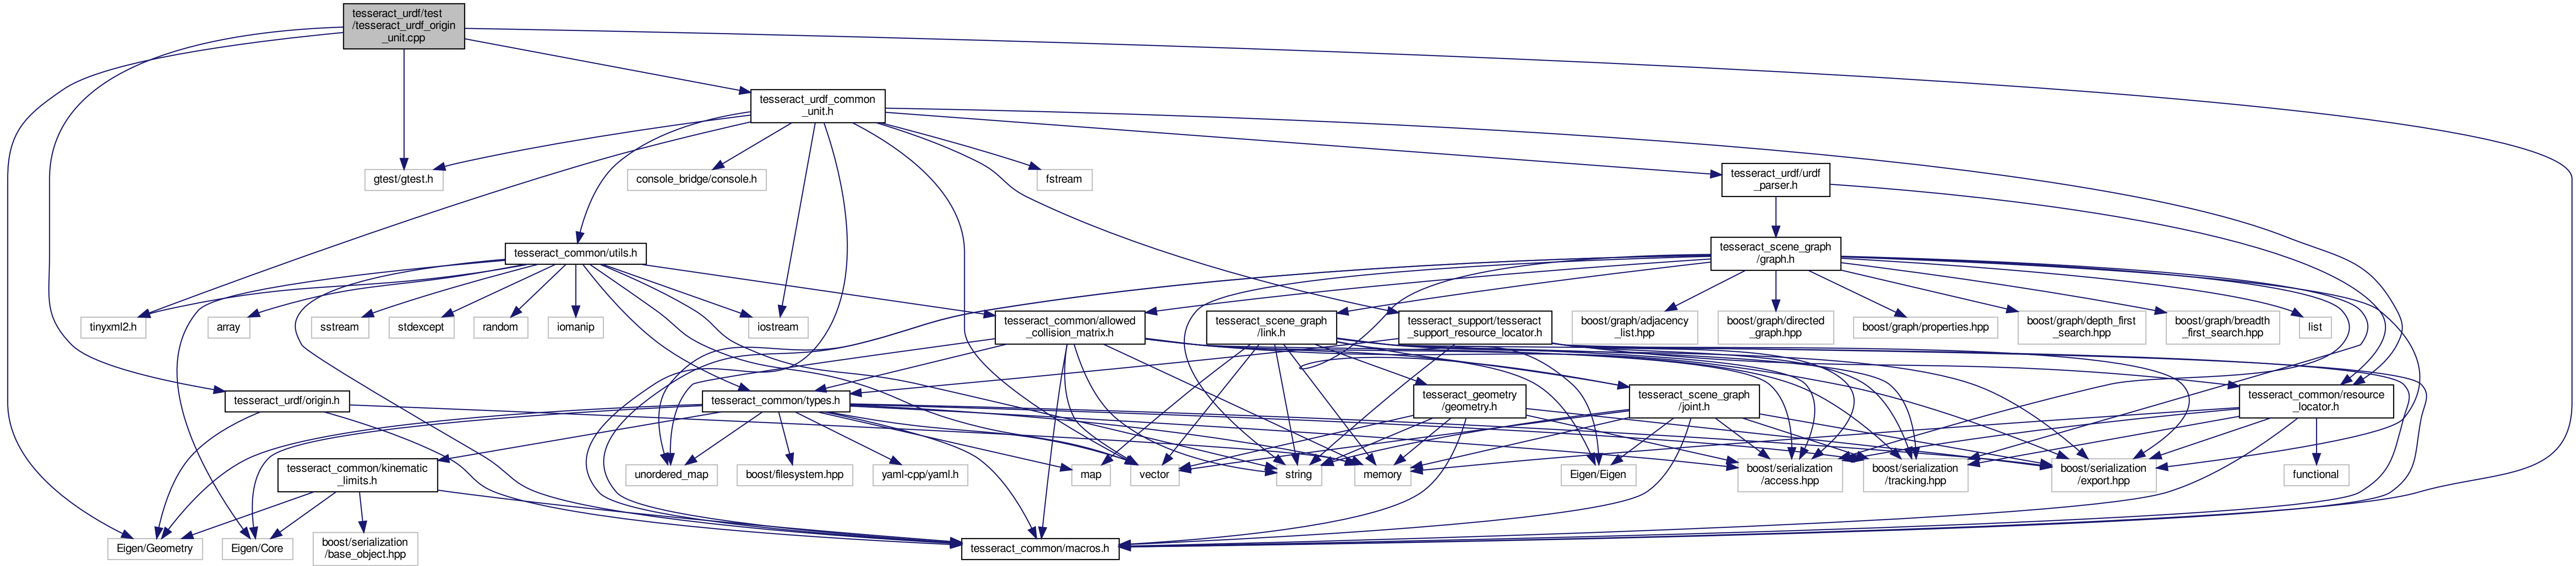 tesseract_urdf/test
/tesseract_urdf_origin
_unit.cpp
tesseract_urdf_common
_unit.h
gtest/gtest.h
console_bridge/console.h
fstream
tesseract_urdf/urdf
_parser.h
tesseract_common/utils.h
tesseract_scene_graph
/graph.h
tinyxml2.h
array
sstream
stdexcept
random
iomanip
iostream
tesseract_common/allowed
_collision_matrix.h
tesseract_scene_graph
/link.h
tesseract_support/tesseract
_support_resource_locator.h
boost/graph/adjacency
_list.hpp
boost/graph/directed
_graph.hpp
boost/graph/properties.hpp
boost/graph/depth_first
_search.hpp
boost/graph/breadth
_first_search.hpp
list
tesseract_urdf/origin.h
tesseract_common/types.h
tesseract_geometry
/geometry.h
tesseract_scene_graph
/joint.h
tesseract_common/resource
_locator.h
tesseract_common/kinematic
_limits.h
unordered_map
boost/filesystem.hpp
yaml-cpp/yaml.h
map
vector
string
memory
Eigen/Eigen
boost/serialization
/access.hpp
boost/serialization
/tracking.hpp
boost/serialization
/export.hpp
functional
Eigen/Geometry
Eigen/Core
boost/serialization
/base_object.hpp
tesseract_common/macros.h